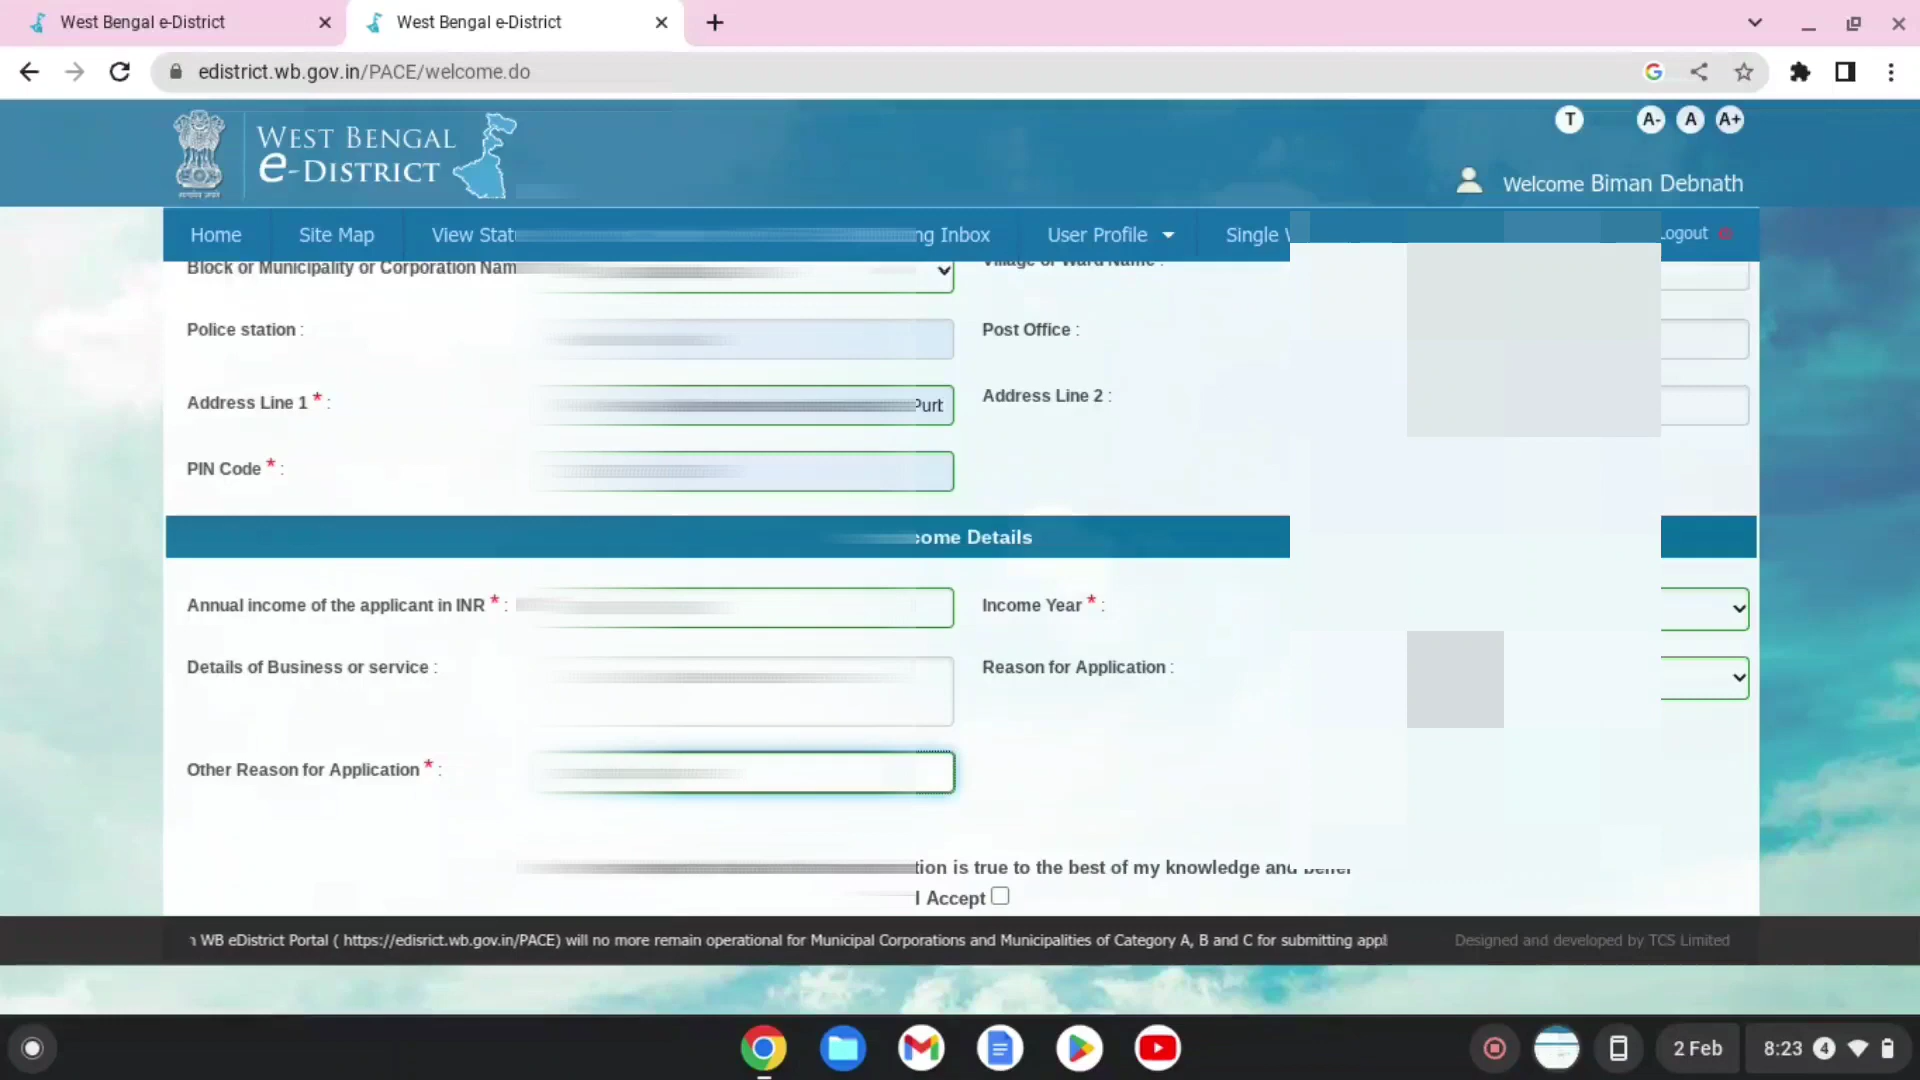 West Bengal e-District
West Bengal e-District
edistrict.wb.gov.in/PACE/welcome.do
WEST BENGAL
e-DISTRICT
T A- A A+
Welcome Biman Debnath
Home Site Map View Stat ng Inbox User Profile Single Logout
Block or Municipality or Corporation Nam Village or Ward Name :
Police station : Post Office :
Address Line 1 * : Purt Address Line 2 :
PIN Code * :
come Details
Annual income of the applicant in INR * : Income Year * :
Details of Business or service : Reason for Application :
Other Reason for Application * :
tion is true to the best of my knowledge and belief
I Accept
WB eDistrict Portal ( https://edisrict.wb.gov.in/PACE) will no more remain operational for Municipal Corporations and Municipalities of Category A, B and C for submitting appl Designed and developed by TCS Limited
2 Feb 8:23 4